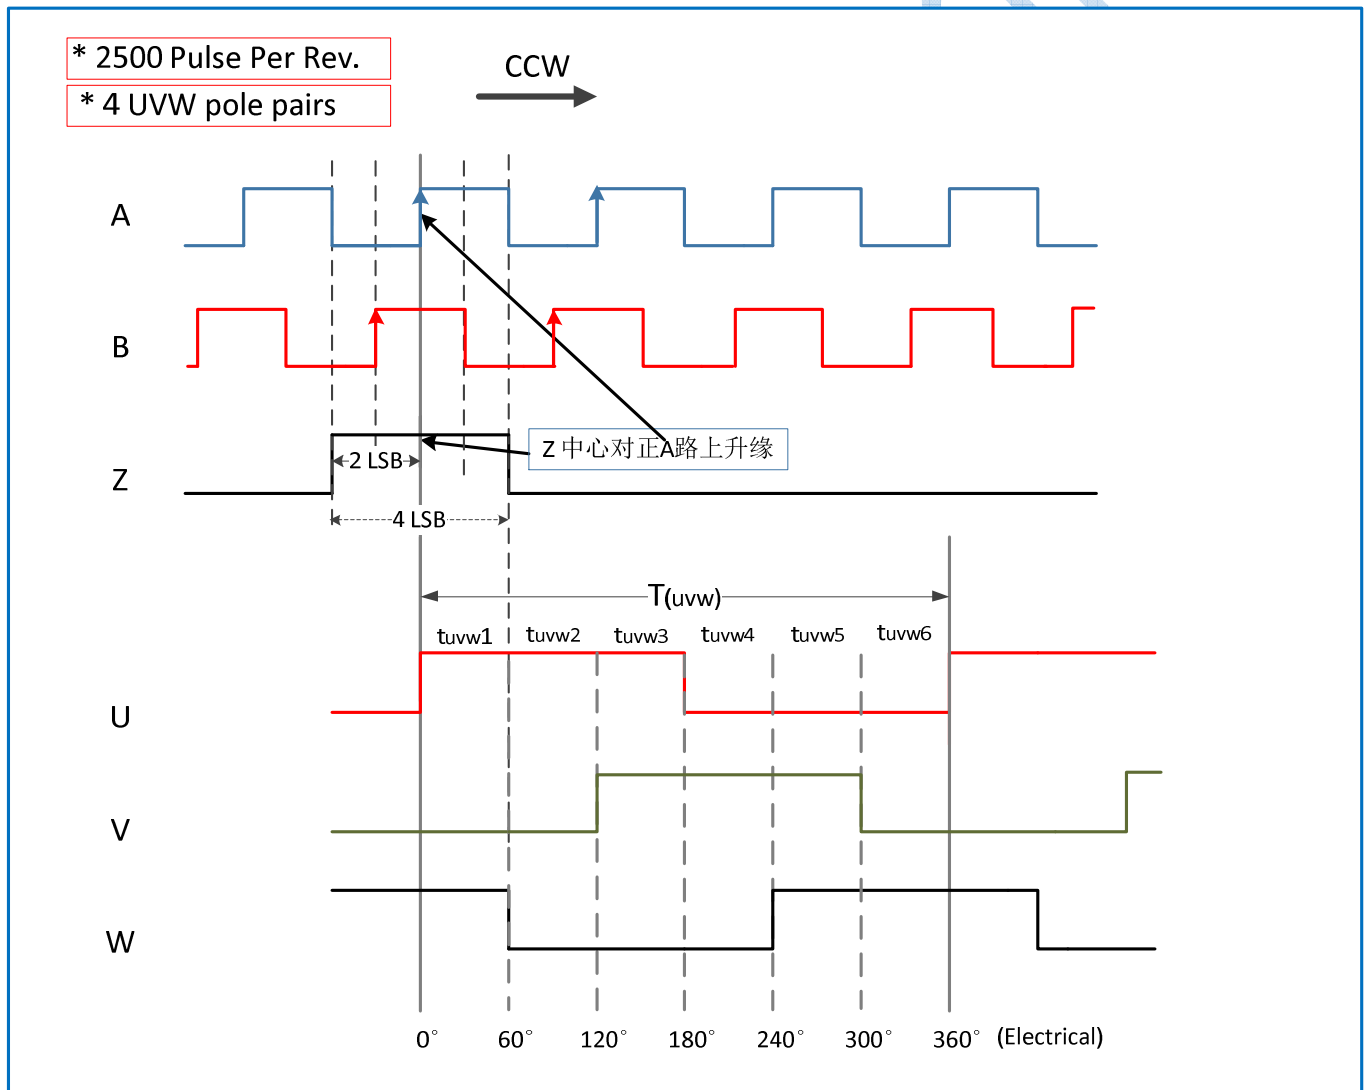 * 2500 Pulse Per Rev.
* 4 UVW pole pairs
CCW
A
B
Z 中心对正A路上升缘
2 LSB
Z
4 LSB
T(uvw)
tuvw1 tuvw2 tuvw3 tuvw4 tuvw5 tuvw6
U
V
W
0° 60° 120° 180° 240° 300° 360° (Electrical)